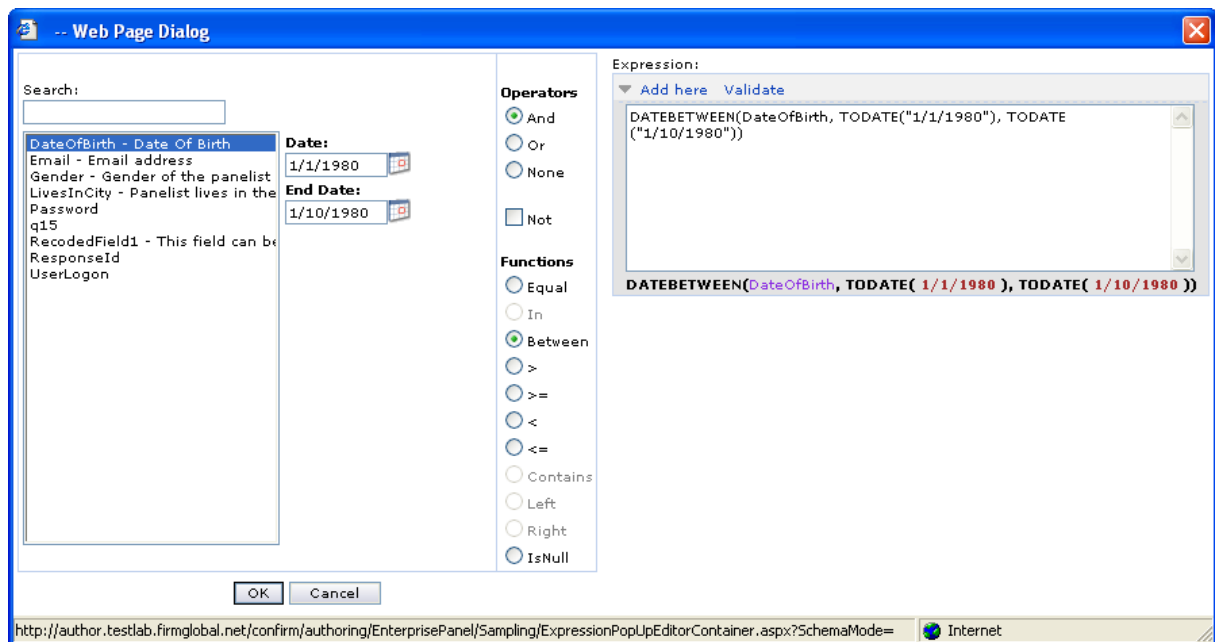 -- Web Page Dialog
Search:
DateOfBirth - Date Of Birth
Email - Email address
Gender - Gender of the panelist
LivesInCity - Panelist lives in the
Password
q15
RecodedField1 - This field can be
ResponseId
UserLogon
Date:
1/1/1980
End Date:
1/10/1980
Operators
And
Or
None
Not
Functions
Equal
In
Between
>
>=
<
<=
Contains
Left
Right
IsNull
Expression:
Add here Validate
DATEBETWEEN(DateOfBirth, TODATE("1/1/1980"), TODATE
("1/10/1980"))
DATEBETWEEN(DateOfBirth, TODATE( 1/1/1980 ), TODATE( 1/10/1980 ))
OK Cancel
http://author.testlab.firmglobal.net/confirm/authoring/EnterprisePanel/Sampling/ExpressionPopUpEditorContainer.aspx?SchemaMode= Internet